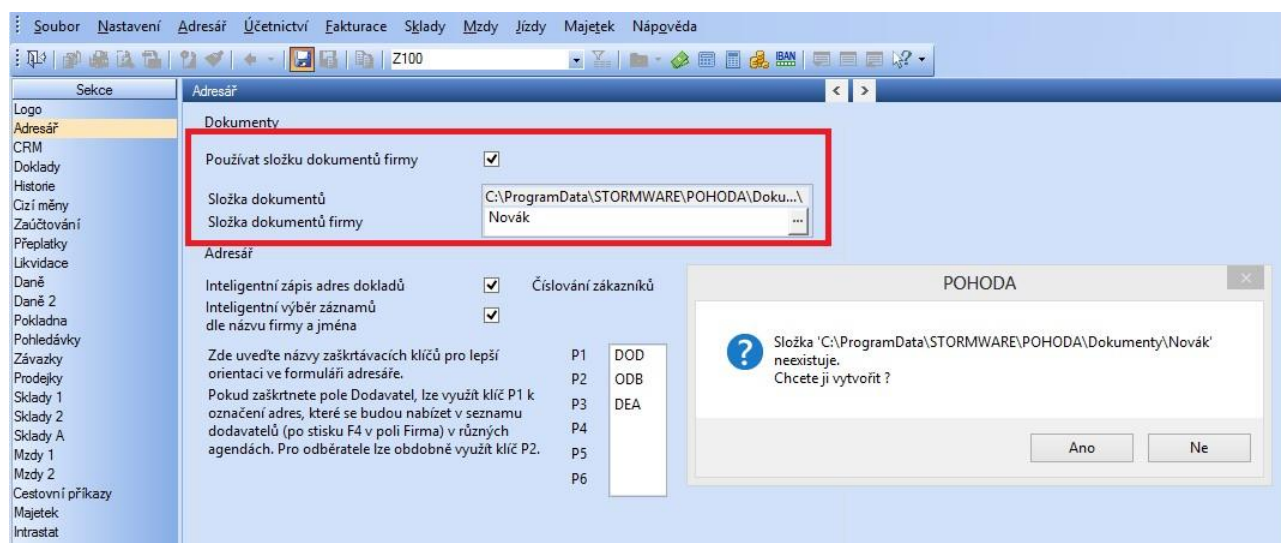 Soubor Nastavení Adresář Účetnictví Fakturace Sklady Mzdy Jízdy Majetek Nápověda
Z100 IBAN
Sekce
Logo
Adresář
CRM
Doklady
Historie
Cizí měny
Zaúčtování
Přeplatky
Likvidace
Daně
Daně 2
Pokladna
Pohledávky
Závazky
Prodejky
Sklady 1
Sklady 2
Sklady A
Mzdy 1
Mzdy 2
Cestovní příkazy
Majetek
Intrastat
Adresář
Dokumenty
Používat složku dokumentů firmy
Složka dokumentů C:\ProgramData\STORMWARE\POHODA\Doku...\
Složka dokumentů firmy Novák ...
Adresář
Inteligentní zápis adres dokladů Číslování zákazníků
Inteligentní výběr záznamů
dle názvu firmy a jména
Zde uveďte názvy zaškrtávacích klíčů pro lepší
orientaci ve formuláři adresáře.
Pokud zaškrtnete pole Dodavatel, lze využít klíč P1 k
označení adres, které se budou nabízet v seznamu
dodavatelů (po stisku F4 v poli Firma) v různých
agendách. Pro odběratele lze obdobně využít klíč P2.
P1 DOD
P2 ODB
P3 DEA
P4
P5
P6
POHODA
Složka 'C:\ProgramData\STORMWARE\POHODA\Dokumenty\Novák'
neexistuje.
Chcete ji vytvořit ?
Ano Ne